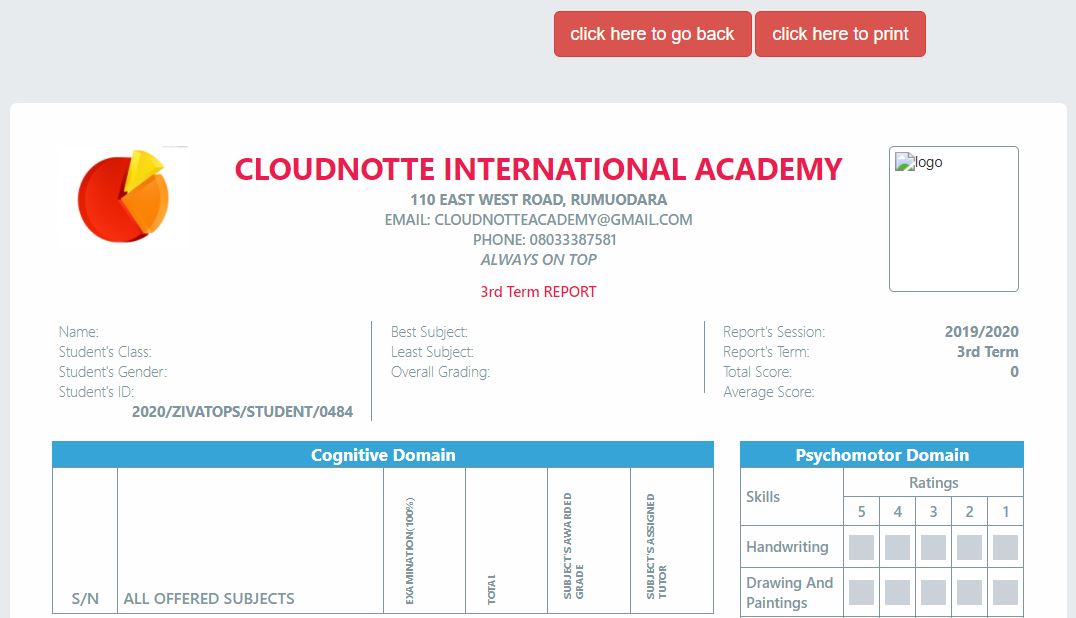 click here to go back click here to print
logo
CLOUDNOTTE INTERNATIONAL ACADEMY
110 EAST WEST ROAD, RUMUODARA
EMAIL: CLOUDNOTTEACADEMY@GMAIL.COM
PHONE: 08033387581
ALWAYS ON TOP
3rd Term REPORT
Name:
Student's Class:
Student's Gender:
Student's ID:
2020/ZIVATOPS/STUDENT/0484
Best Subject:
Least Subject:
Overall Grading:
Report's Session: 2019/2020
Report's Term: 3rd Term
Total Score: 0
Average Score:
Cognitive Domain
S/N
ALL OFFERED SUBJECTS
EXAMINATION(100%)
TOTAL
SUBJECT'S AWARDED
GRADE
SUBJECT'S ASSIGNED
TUTOR
Psychomotor Domain
Skills
Ratings
5 4 3 2 1
Handwriting
Drawing And
Paintings